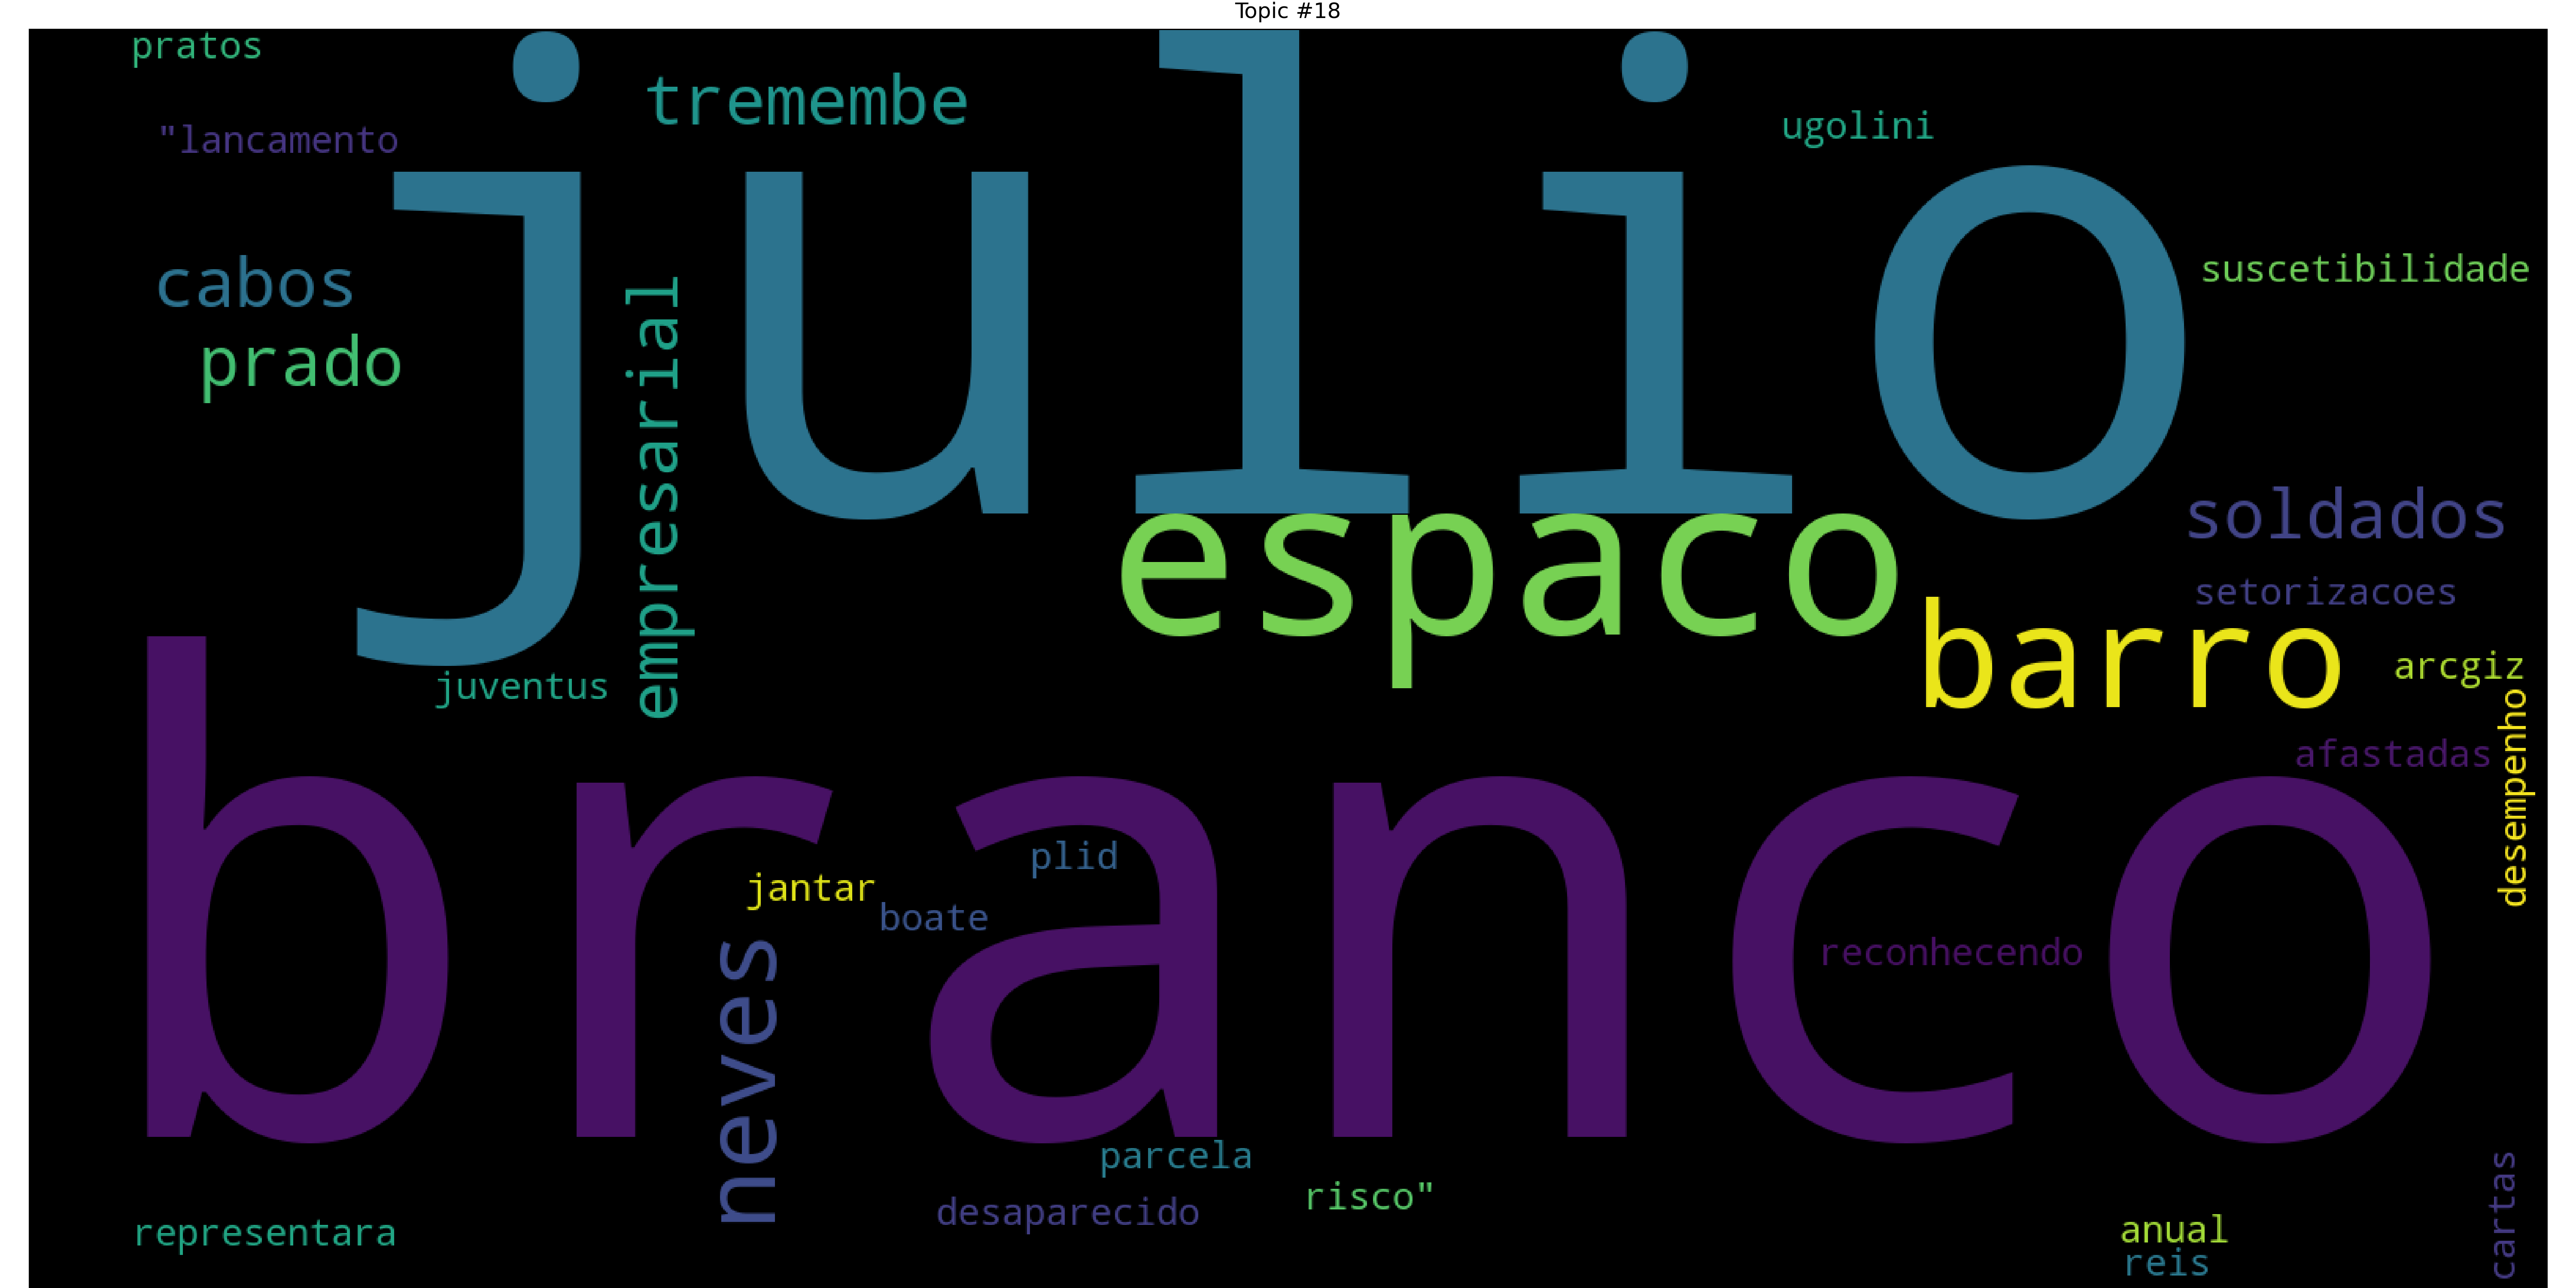 Topic #18
pratos
tremembe
"lancamento
ugolini
julio
cabos
suscetibilidade
prado
empresarial
soldados
espaco
setorizacoes
barro
arcgiz
juventus
desempenho
afastadas
branco
plid
jantar
boate
reconhecendo
neves
parcela
risco"
desaparecido
cartas
representara
anual
reis